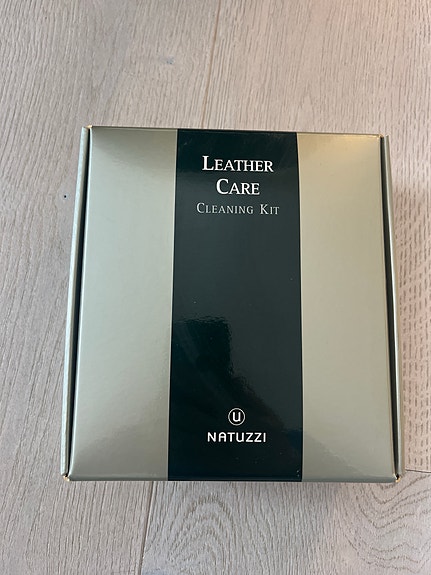 LEATHER
CARE
CLEANING KIT
U
NATUZZI